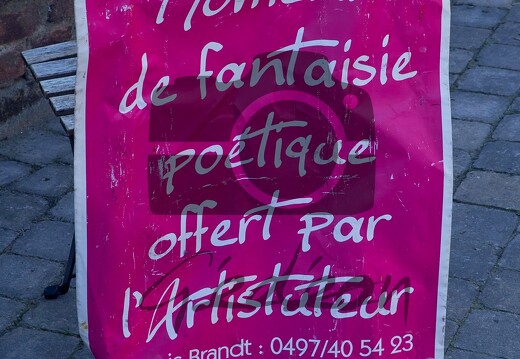 de fantaisie
poétique
offert par
l'Artistateur
Brandt : 0497/40 54 23